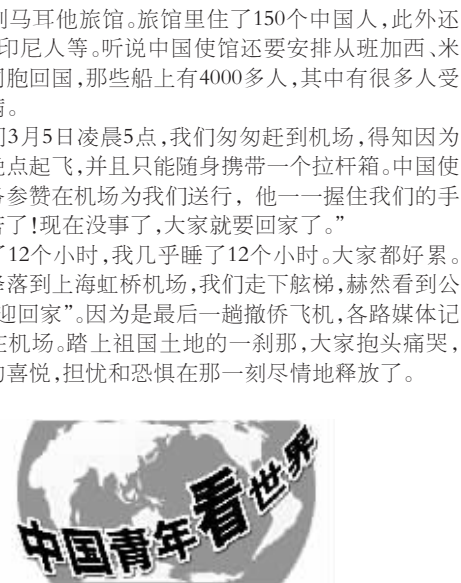 到马耳他旅馆。旅馆里住了150个中国人，此外还
印尼人等。听说中国使馆还要安排从班加西、米
同胞回国，那些船上有4000多人，其中有很多人受
间3月5日凌晨5点，我们匆匆赶到机场，得知因为
晚点起飞，并且只能随身携带一个拉杆箱。中国使
务参赞在机场为我们送行，他一一握住我们的手
苦了！现在没事了，大家就要回家了。”
了12个小时，我几乎睡了12个小时。大家都好累。
降落到上海虹桥机场，我们走下舷梯，赫然看到公
迎回家”。因为是最后一趟撤侨飞机，各路媒体记
在机场。踏上祖国土地的一刹那，大家抱头痛哭，
的喜悦，担忧和恐惧在那一刻尽情地释放了。
中国青年看世界